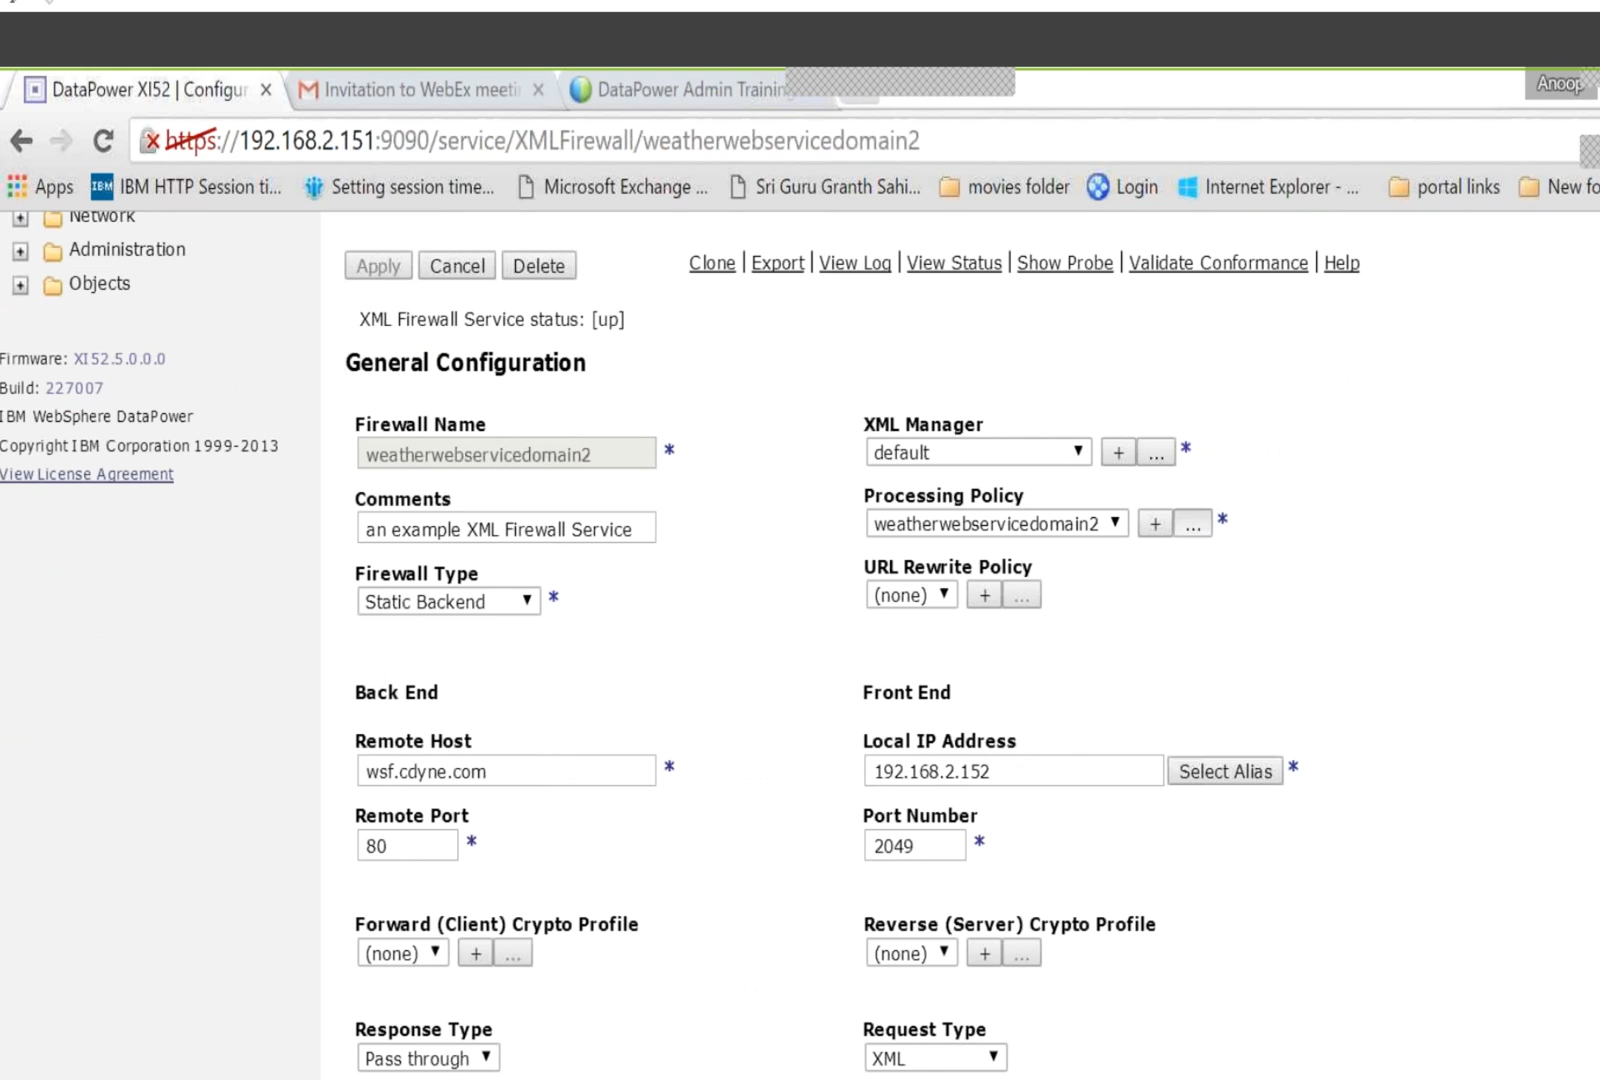 DataPower XI52 | Configur
Invitation to WebEx meeti
DataPower Admin Trainin
Anoop
https://192.168.2.151:9090/service/XMLFirewall/weatherwebservicedomain2
Apps
IBM
IBM HTTP Session ti...
Setting session time...
Microsoft Exchange ...
Sri Guru Granth Sahi...
movies folder
Login
Internet Explorer - ...
portal links
New fo
Network
Administration
Objects
Firmware: XI52.5.0.0.0
Build: 227007
IBM WebSphere DataPower
Copyright IBM Corporation 1999-2013
View License Agreement
Apply Cancel Delete
Clone | Export | View Log | View Status | Show Probe | Validate Conformance | Help
XML Firewall Service status: [up]
General Configuration
Firewall Name
weatherwebservicedomain2 *
Comments
an example XML Firewall Service
Firewall Type
Static Backend *
XML Manager
default + ... *
Processing Policy
weatherwebservicedomain2 + ... *
URL Rewrite Policy
(none) + ...
Back End
Remote Host
wsf.cdyne.com *
Remote Port
80 *
Front End
Local IP Address
192.168.2.152 Select Alias *
Port Number
2049 *
Forward (Client) Crypto Profile
(none) + ...
Reverse (Server) Crypto Profile
(none) + ...
Response Type
Pass through
Request Type
XML